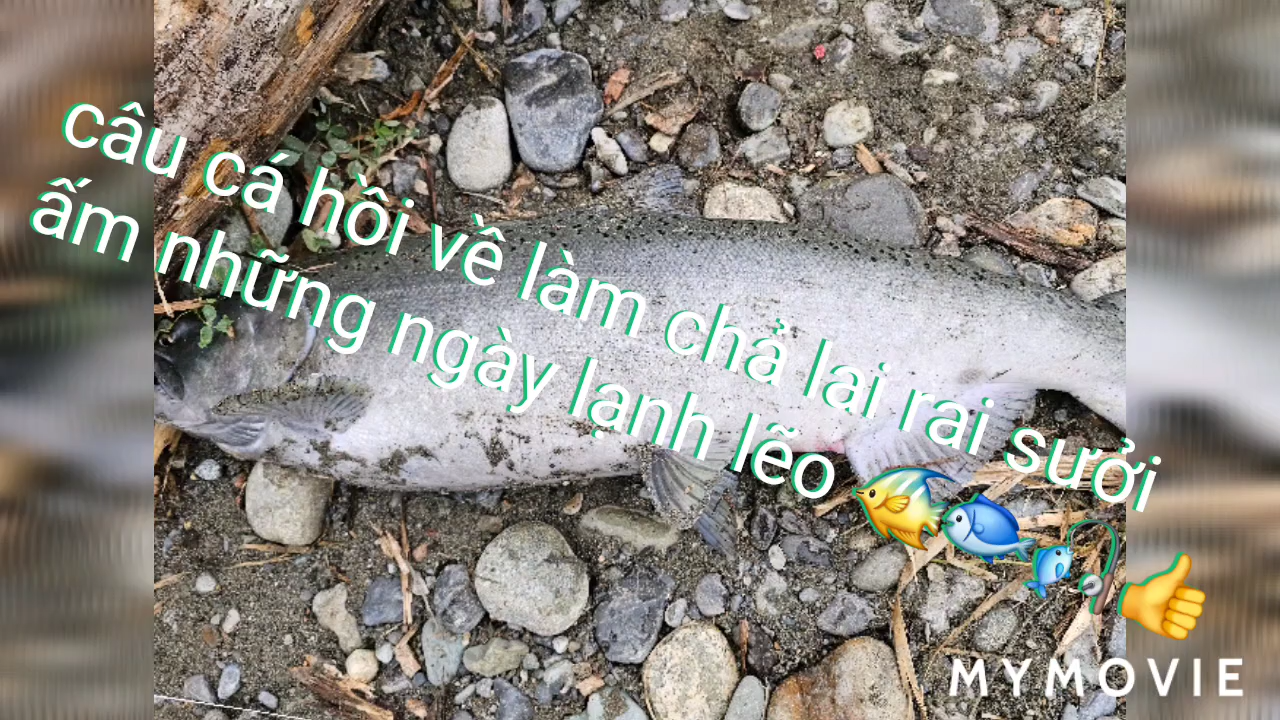 câu cá hồi về làm chả lai rai sưởi
ấm những ngày lạnh lẽo 🐠🐟🐟🎣👍
MYMOVIE